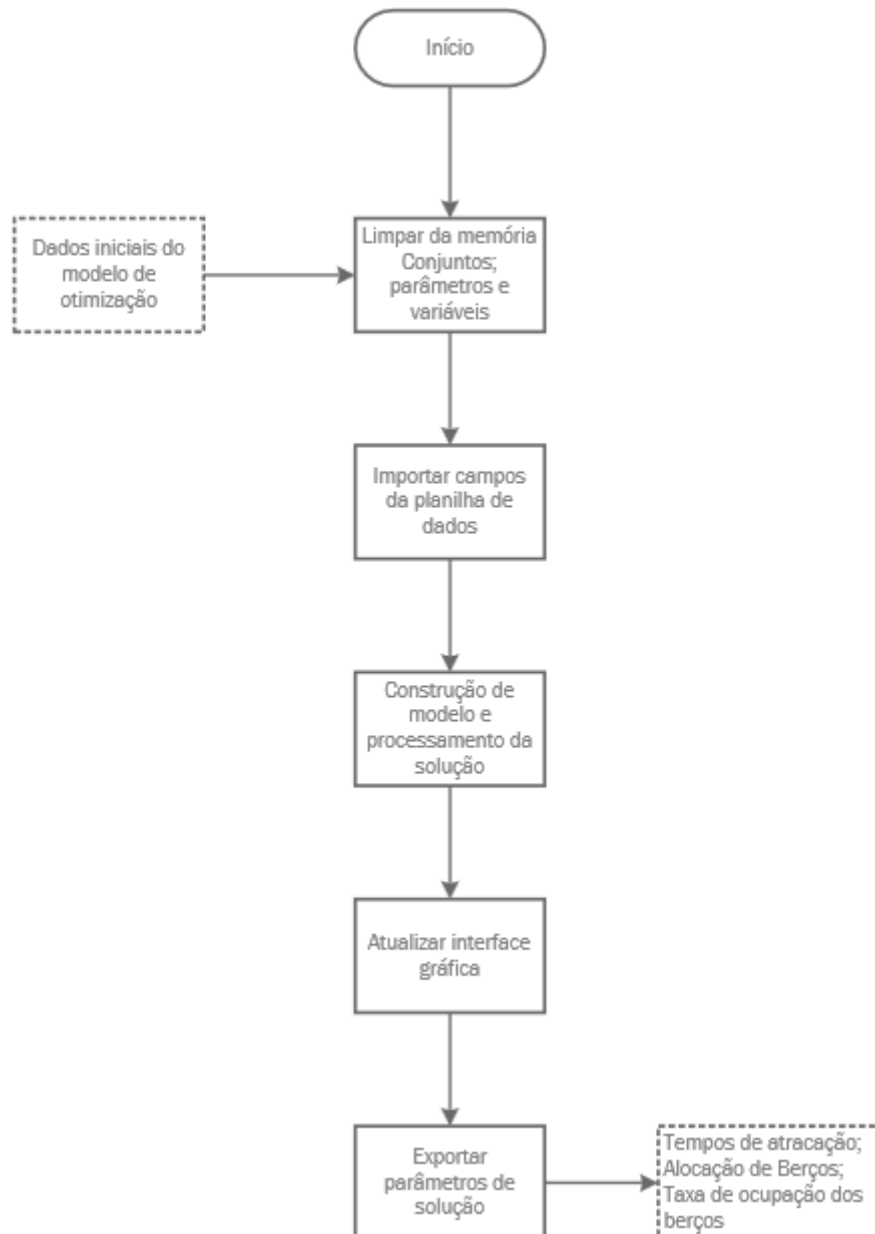 Início
Dados iniciais do
modelo de
otimização
Limpar da memória
Conjuntos;
parâmetros e
variáveis
Importar campos
da planilha de
dados
Construção de
modelo e
processamento da
solução
Atualizar interface
gráfica
Exportar
parâmetros de
solução
Tempos de atracação;
Alocação de Berços;
Taxa de ocupação dos
berços